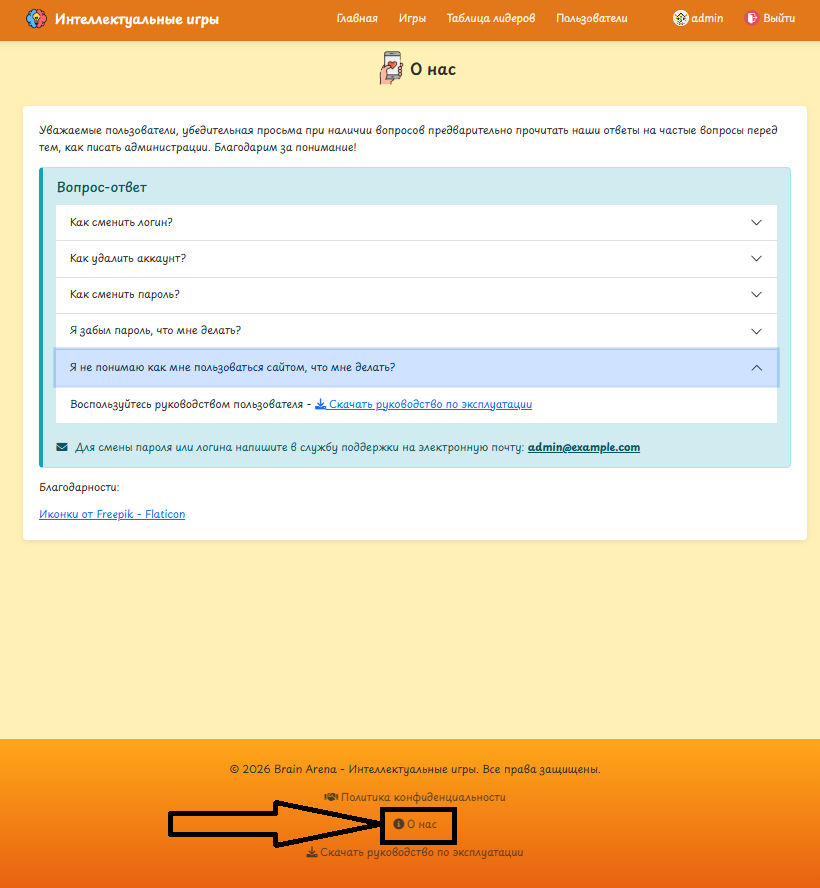 Интеллектуальные игры Главная Игры Таблица лидеров Пользователи admin Выйти
О нас
Уважаемые пользователи, убедительная просьма при наличии вопросов предварительно прочитать наши ответы на частые вопросы перед
тем, как писать администрации. Благодарим за понимание!
Вопрос-ответ
Как сменить логин?
Как удалить аккаунт?
Как сменить пароль?
Я забыл пароль, что мне делать?
Я не понимаю как мне пользоваться сайтом, что мне делать?
Воспользуйтесь руководством пользователя - Скачать руководство по эксплуатации
Для смены пароля или логина напишите в службу поддержки на электронную почту: admin@example.com
Благодарности:
Иконки от Freepik - Flaticon
© 2026 Brain Arena - Интеллектуальные игры. Все права защищены.
Политика конфиденциальности
О нас
Скачать руководство по эксплуатации